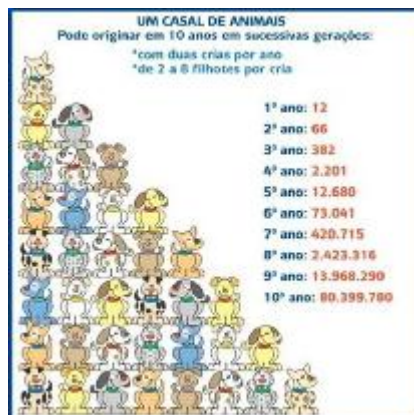 UM CASAL DE ANIMAIS
Pode originar em 10 anos em sucessivas gerações:
*com duas crias por ano
*de 2 a 8 filhotes por cria
1º ano: 12
2º ano: 66
3º ano: 382
4º ano: 2.201
5º ano: 12.680
6º ano: 73.041
7º ano: 420.715
8º ano: 2.423.316
9º ano: 13.968.290
10º ano: 80.399.780